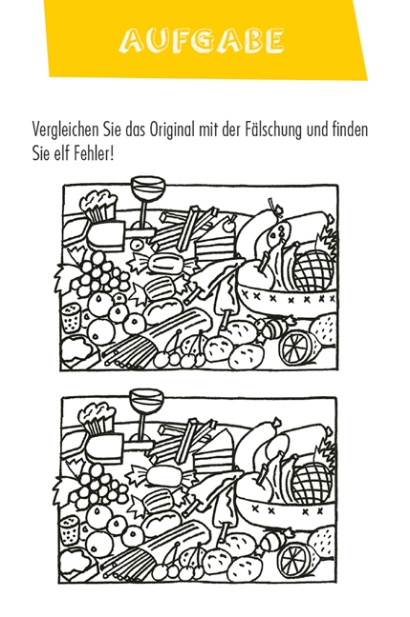 AUFGABE
Vergleichen Sie das Original mit der Fälschung und finden
Sie elf Fehler!